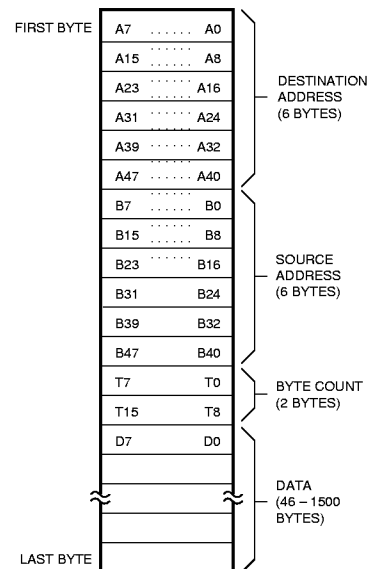 FIRST BYTE
A7 ...... A0
A15 ...... A8
A23 ...... A16
A31 ...... A24
A39 ...... A32
A47 ...... A40
DESTINATION
ADDRESS
(6 BYTES)
B7 ...... B0
B15 ...... B8
B23 ...... B16
B31 B24
B39 B32
B47 B40
SOURCE
ADDRESS
(6 BYTES)
T7 T0
T15 T8
BYTE COUNT
(2 BYTES)
D7 D0
DATA
(46 – 1500
BYTES)
LAST BYTE